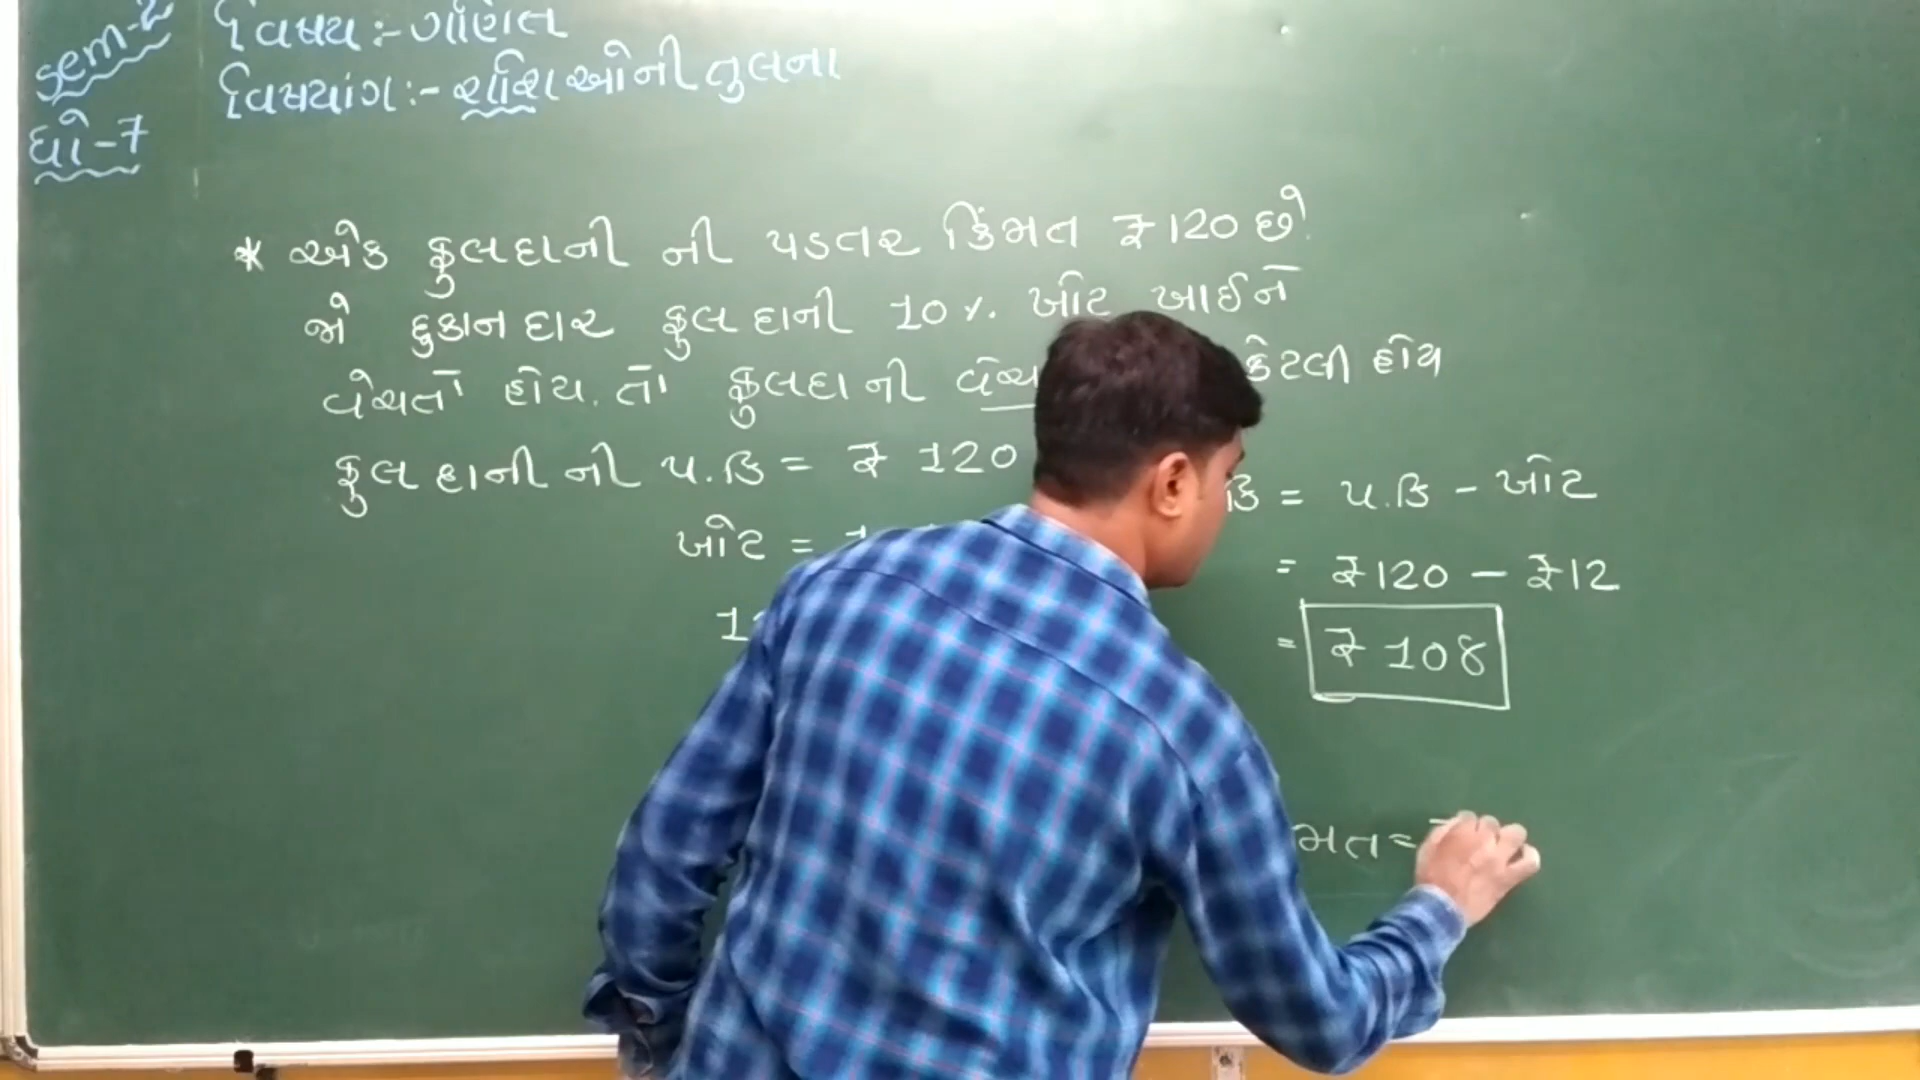 sem-2
ધો-7
વિષય :- ગણિત
વિષયાંગ :- રાશિઓની તુલના
* એક ફુલદાની ની પડતર કિંમત ₹ 120 છે.
જો દુકાનદાર ફુલદાની 10 %. ખોટ ખાઈને
વેચતો હોય. તો ફુલદાની કેટલી હોય
ફુલદાનીની પ.કિ = ₹ 120
ખોટ =
કિ = પ.કિ - ખોટ
= ₹ 120 - ₹ 12
= ₹ 108
મત =